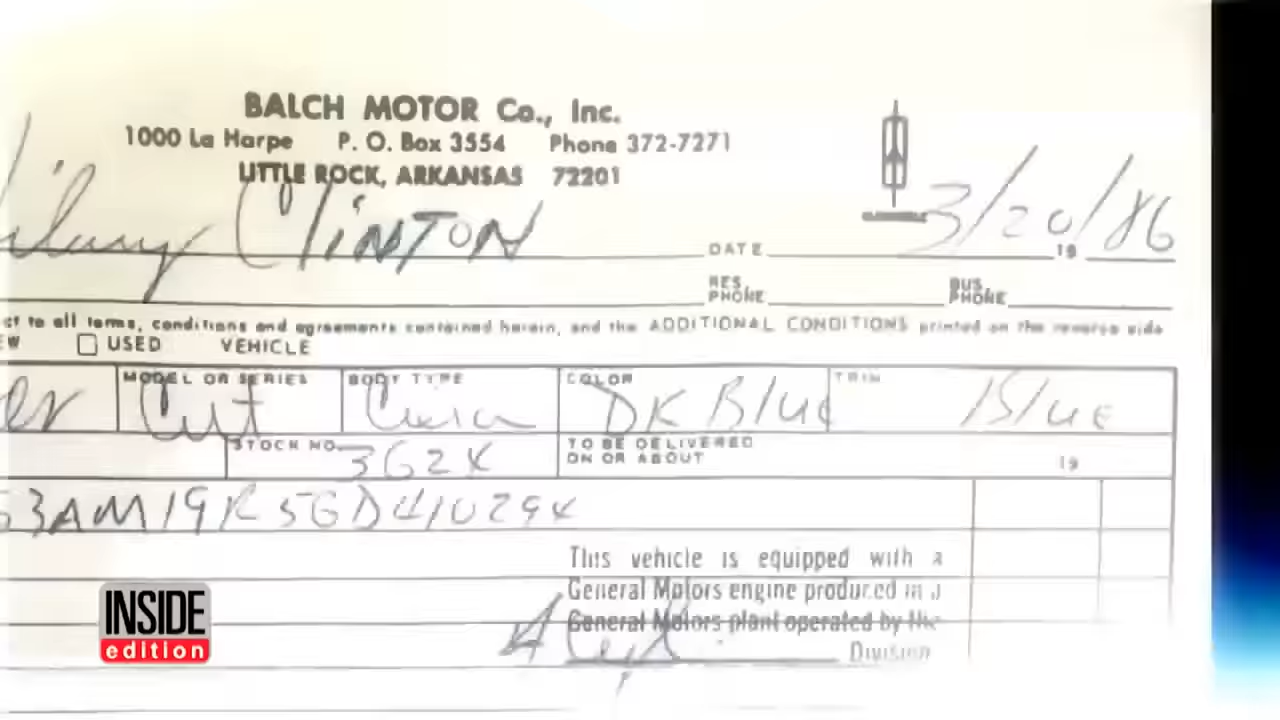 BALCH MOTOR Co., Inc.
1000 La Harpe P. O. Box 3554 Phone 372-7271
LITTLE ROCK, ARKANSAS 72201
Clinton
DATE 3/20/86
19
RES. PHONE BUS. PHONE
ct to all terms, conditions and agreements contained herein, and the ADDITIONAL CONDITIONS printed on the reverse side
EW USED VEHICLE
MODEL OR SERIES BODY TYPE COLOR TRIM
Cut Ciera DK Blue Blue
STOCK NO. TO BE DELIVERED
ON OR ABOUT 19
This vehicle is equipped with a
General Motors engine produced in a
General Motors plant operated by the
Division
INSIDE
edition